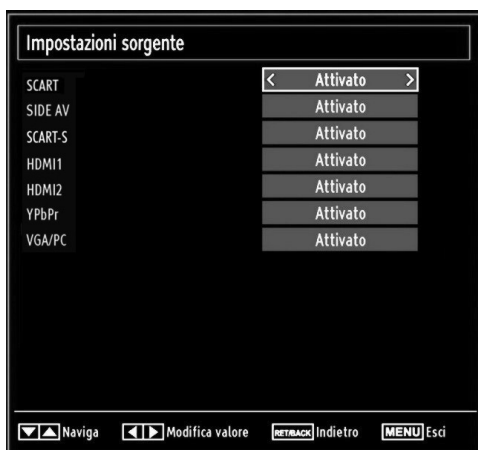 Impostazioni sorgente
SCART < Attivato >
SIDE AV Attivato
SCART-S Attivato
HDMI1 Attivato
HDMI2 Attivato
YPbPr Attivato
VGA/PC Attivato
Naviga Modifica valore RET/BACK Indietro MENU Esci